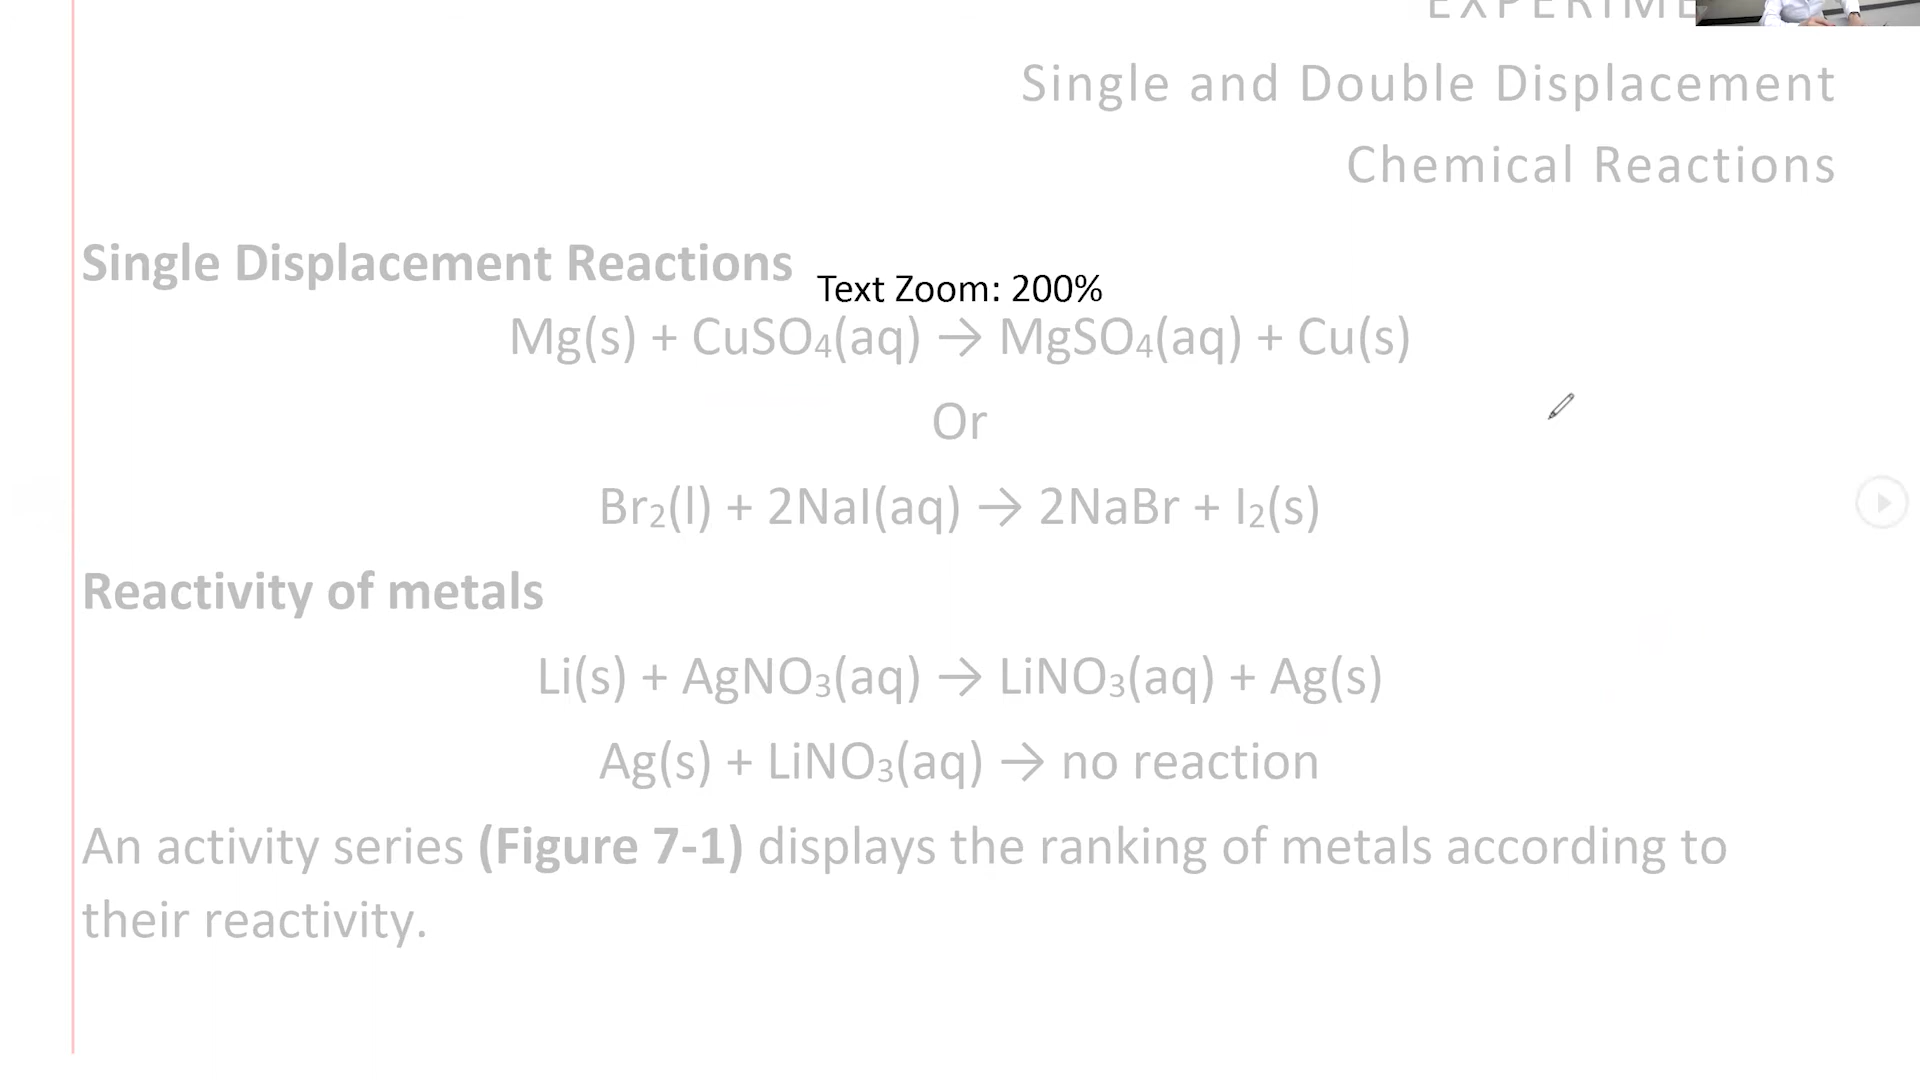 Single and Double Displacement
Chemical Reactions
Single Displacement Reactions
Text Zoom: 200%
Mg(s) + CuSO₄(aq) → MgSO₄(aq) + Cu(s)
Or
Br₂(l) + 2NaI(aq) → 2NaBr + I₂(s)
Reactivity of metals
Li(s) + AgNO₃(aq) → LiNO₃(aq) + Ag(s)
Ag(s) + LiNO₃(aq) → no reaction
An activity series (Figure 7-1) displays the ranking of metals according to
their reactivity.